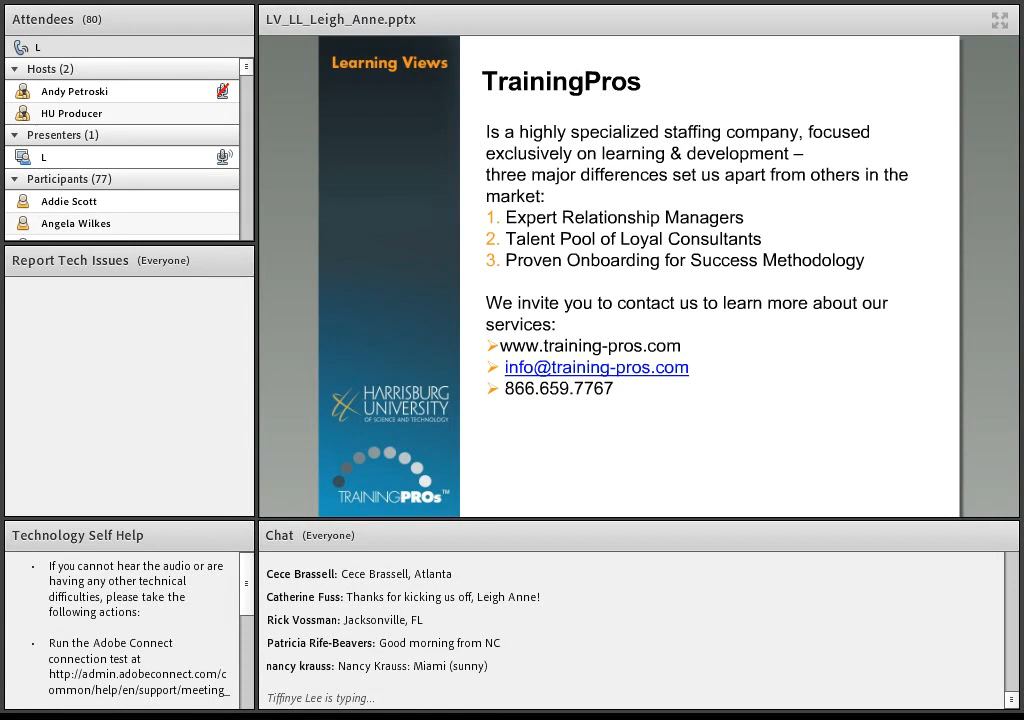 Attendees (80)
L
Hosts (2)
Andy Petroski
HU Producer
Presenters (1)
L
Participants (77)
Addie Scott
Angela Wilkes
Report Tech Issues (Everyone)
Technology Self Help
• If you cannot hear the audio or are
having any other technical
difficulties, please take the
following actions:
• Run the Adobe Connect
connection test at
http://admin.adobeconnect.com/c
ommon/help/en/support/meeting_
LV_LL_Leigh_Anne.pptx
Learning Views
HARRISBURG
UNIVERSITY
OF SCIENCE AND TECHNOLOGY
TRAININGPROs™
TrainingPros
Is a highly specialized staffing company, focused
exclusively on learning & development –
three major differences set us apart from others in the
market:
1. Expert Relationship Managers
2. Talent Pool of Loyal Consultants
3. Proven Onboarding for Success Methodology
We invite you to contact us to learn more about our
services:
➢www.training-pros.com
➢ info@training-pros.com
➢ 866.659.7767
Chat (Everyone)
Cece Brassell: Cece Brassell, Atlanta
Catherine Fuss: Thanks for kicking us off, Leigh Anne!
Rick Vossman: Jacksonville, FL
Patricia Rife-Beavers: Good morning from NC
nancy krauss: Nancy Krauss: Miami (sunny)
Tiffinye Lee is typing...